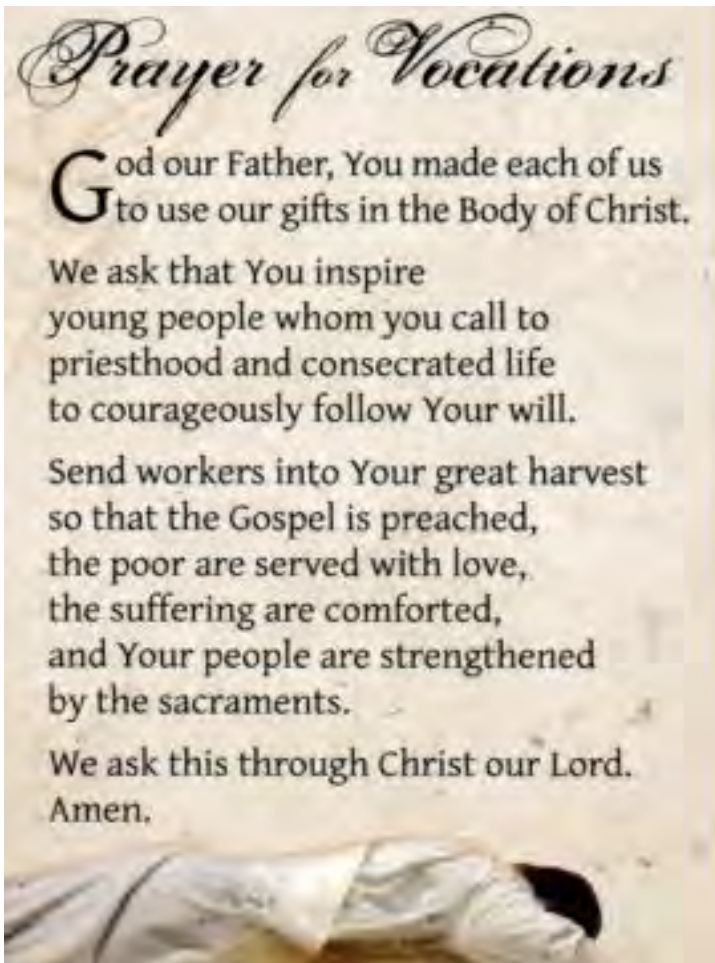 Prayer for Vocations
God our Father, You made each of us
to use our gifts in the Body of Christ.
We ask that You inspire
young people whom you call to
priesthood and consecrated life
to courageously follow Your will.
Send workers into Your great harvest
so that the Gospel is preached,
the poor are served with love,
the suffering are comforted,
and Your people are strengthened
by the sacraments.
We ask this through Christ our Lord.
Amen.